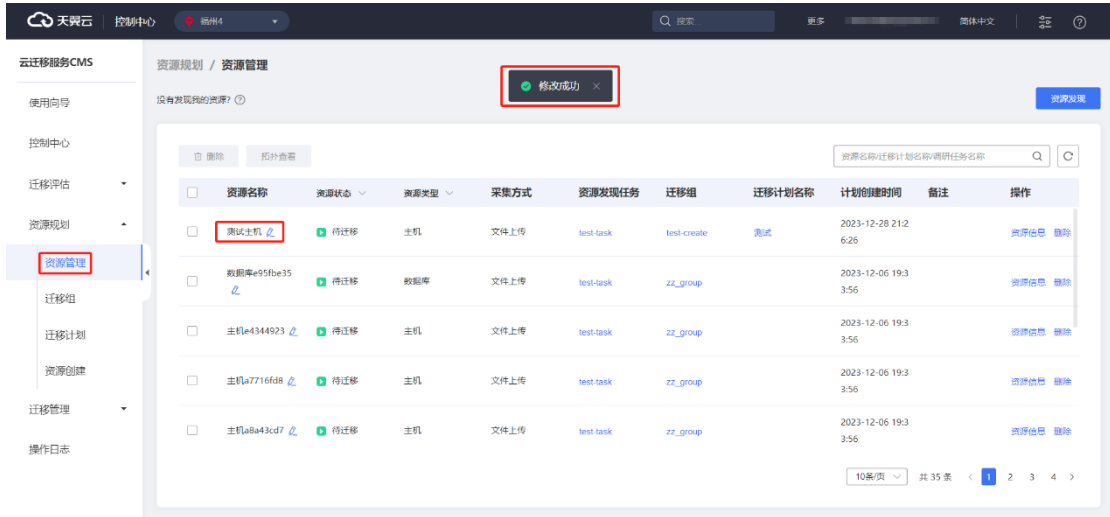 天翼云 控制中心 福州4 搜索 更多 简体中文
云迁移服务CMS
使用向导
控制中心
迁移评估
资源规划
资源管理
迁移组
迁移计划
资源创建
迁移管理
操作日志
资源规划 / 资源管理
修改成功
没有发现我的资源?
资源发现
删除 拓扑查看 资源名称/迁移计划名称/调研任务名称
资源名称 资源状态 资源类型 采集方式 资源发现任务 迁移组 迁移计划名称 计划创建时间 备注 操作
测试主机 待迁移 主机 文件上传 test-task test-create 测试 2023-12-28 21:2 资源信息 删除
6:26
数据库e95fbe35 待迁移 数据库 文件上传 test-task zz_group 2023-12-06 19:3 资源信息 删除
3:56
主机e4344923 待迁移 主机 文件上传 test-task zz_group 2023-12-06 19:3 资源信息 删除
3:56
主机a7716fd8 待迁移 主机 文件上传 test-task zz_group 2023-12-06 19:3 资源信息 删除
3:56
主机a8a43cd7 待迁移 主机 文件上传 test-task zz_group 2023-12-06 19:3 资源信息 删除
3:56
10条/页 共 35 条 1 2 3 4